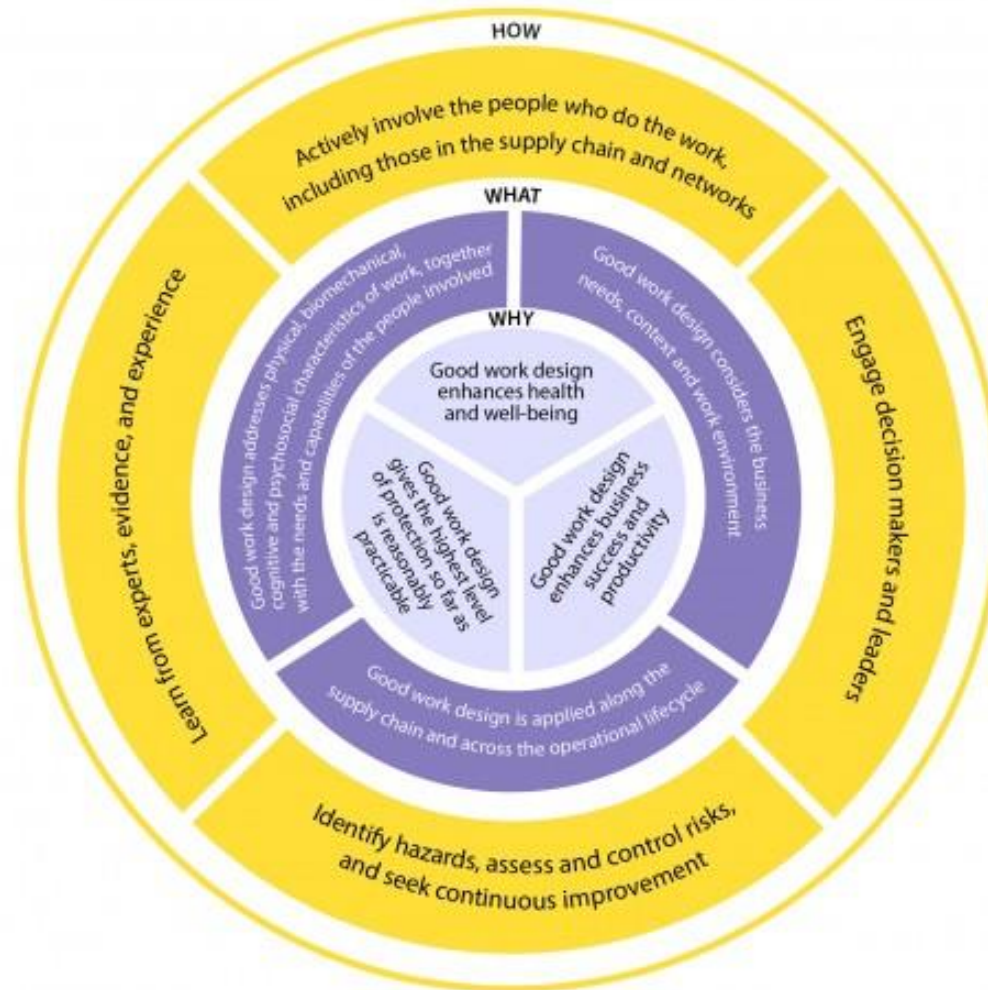 HOW
Actively involve the people who do the work,
including those in the supply chain and networks
Engage decision makers and leaders
Identify hazards, assess and control risks,
and seek continuous improvement
Learn from experts, evidence, and experience
WHAT
Good work design addresses physical, biomechanical,
cognitive and psychosocial characteristics of work, together
with the needs and capabilities of the people involved
Good work design considers the business
needs, context and work environment
Good work design is applied along the
supply chain and across the operational lifecycle
WHY
Good work design
enhances health
and well-being
Good work design
gives the highest level
of protection so far as
is reasonably
practicable
Good work design
enhances business
success and
productivity